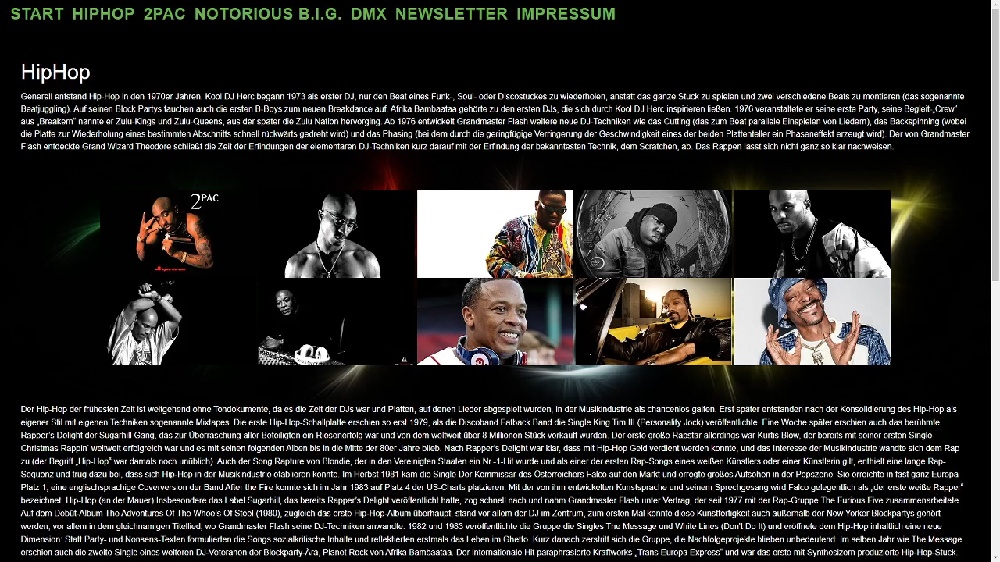 START HIPHOP 2PAC NOTORIOUS B.I.G. DMX NEWSLETTER IMPRESSUM
HipHop
Generell entstand Hip-Hop in den 1970er Jahren. Kool DJ Herc begann 1973 als erster DJ, nur den Beat eines Funk-, Soul- oder Discostückes zu wiederholen, anstatt das ganze Stück zu spielen und zwei verschiedene Beats zu montieren (das sogenannte
Beatjuggling). Auf seinen Block Partys tauchen auch die ersten B-Boys zum neuen Breakdance auf. Afrika Bambaataa gehörte zu den ersten DJs, die sich durch Kool DJ Herc inspirieren ließen. 1976 veranstaltete er seine erste Party, seine Begleit-„Crew“
aus „Breakern“ nannte er Zulu-Kings und Zulu-Queens, aus der später die Zulu Nation hervorging. Ab 1976 entwickelt Grandmaster Flash weitere neue DJ-Techniken wie das Cutting (das zum Beat parallele Einspielen von Liedern), das Backspinning (wobei
die Platte zur Wiederholung eines bestimmten Abschnitts schnell rückwärts gedreht wird) und das Phasing (bei dem durch die geringfügige Verringerung der Geschwindigkeit eines der beiden Plattenteller ein Phaseneffekt erzeugt wird). Der von Grandmaster
Flash entdeckte Grand Wizard Theodore schließt die Zeit der Erfindungen der elementaren DJ-Techniken kurz darauf mit der Erfindung der bekanntesten Technik, dem Scratchen, ab. Das Rappen lässt sich nicht ganz so klar nachweisen.
2PAC
all eyez on me
Der Hip-Hop der frühesten Zeit ist weitgehend ohne Tondokumente, da es die Zeit der DJs war und Platten, auf denen Lieder abgespielt wurden, in der Musikindustrie als chancenlos galten. Erst später entstanden nach der Konsolidierung des Hip-Hop als
eigener Stil mit eigenen Techniken sogenannte Mixtapes. Die erste Hip-Hop-Schallplatte erschien so erst 1979, als die Discoband Fatback Band die Single King Tim III (Personality Jock) veröffentlichte. Eine Woche später erschien auch das berühmte
Rapper’s Delight der Sugarhill Gang, das zur Überraschung aller Beteiligten ein Riesenerfolg war und von dem weltweit über 8 Millionen Stück verkauft wurden. Der erste große Rapstar allerdings war Kurtis Blow, der bereits mit seiner ersten Single
Christmas Rappin‘ weltweit erfolgreich war und es mit seinen folgenden Alben bis in die Mitte der 80er Jahre blieb. Nach Rapper’s Delight war klar, dass mit Hip-Hop Geld verdient werden konnte, und das Interesse der Musikindustrie wandte sich dem Rap
zu (der Begriff „Hip-Hop“ war damals noch unüblich). Auch der Song Rapture von Blondie, der in den Vereinigten Staaten ein Nr.-1-Hit wurde und als einer der ersten Rap-Songs eines weißen Künstlers oder einer Künstlerin gilt, enthielt eine lange Rap-
Sequenz und trug dazu bei, dass sich Hip-Hop in der Musikindustrie etablieren konnte. Im Herbst 1981 kam die Single Der Kommissar des Österreichers Falco auf den Markt und erregte großes Aufsehen in der Popszene. Sie erreichte in fast ganz Europa
Platz 1, eine englischsprachige Coverversion der Band After the Fire konnte sich im Jahr 1983 auf Platz 4 der US-Charts platzieren. Mit der von ihm entwickelten Kunstsprache und seinem Sprechgesang wird Falco gelegentlich als „der erste weiße Rapper“
bezeichnet. Hip-Hop (an der Mauer) Insbesondere das Label Sugarhill, das bereits Rapper’s Delight veröffentlicht hatte, zog schnell nach und nahm Grandmaster Flash unter Vertrag, der seit 1977 mit der Rap-Gruppe The Furious Five zusammenarbeitete.
Auf dem Debüt-Album The Adventures Of The Wheels Of Steel (1980), zugleich das erste Hip-Hop-Album überhaupt, stand vor allem der DJ im Zentrum, zum ersten Mal konnte diese Kunstfertigkeit auch außerhalb der New Yorker Blockpartys gehört
werden, vor allem in dem gleichnamigen Titellied, wo Grandmaster Flash seine DJ-Techniken anwandte. 1982 und 1983 veröffentlichte die Gruppe die Singles The Message und White Lines (Don’t Do It) und eröffnete dem Hip-Hop inhaltlich eine neue
Dimension: Statt Party- und Nonsens-Texten formulierten die Songs sozialkritische Inhalte und reflektierten erstmals das Leben im Ghetto. Kurz danach zerstritt sich die Gruppe, die Nachfolgeprojekte blieben unbedeutend. Im selben Jahr wie The Message
erschien auch die zweite Single eines weiteren DJ-Veteranen der Blockparty-Ära, Planet Rock von Afrika Bambaataa. Der internationale Hit paraphrasierte Kraftwerks „Trans Europa Express“ und war das erste mit Synthesizern produzierte Hip-Hop-Stück.